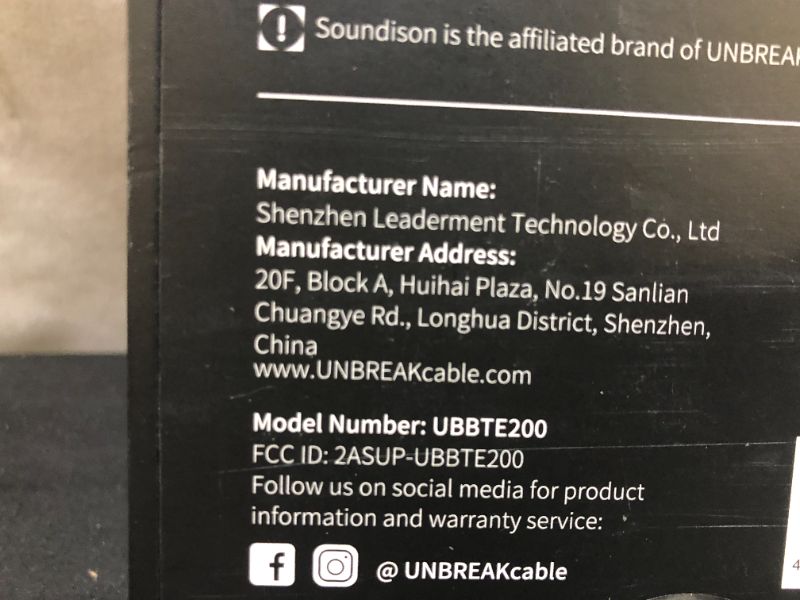 Soundison is the affiliated brand of
Manufacturer Name:
Shenzhen Leaderment Technology Co., Ltd
Manufacturer Address:
20F, Block A, Huihai Plaza, No.19 Sanlian
Chuangye Rd., Longhua District, Shenzhen,
China
www.UNBREAKcable.com
Model Number: UBBTE200
FCC ID: 2ASUP-UBBTE200
Follow us on social media for product
information and warranty service:
@ UNBREAKcable